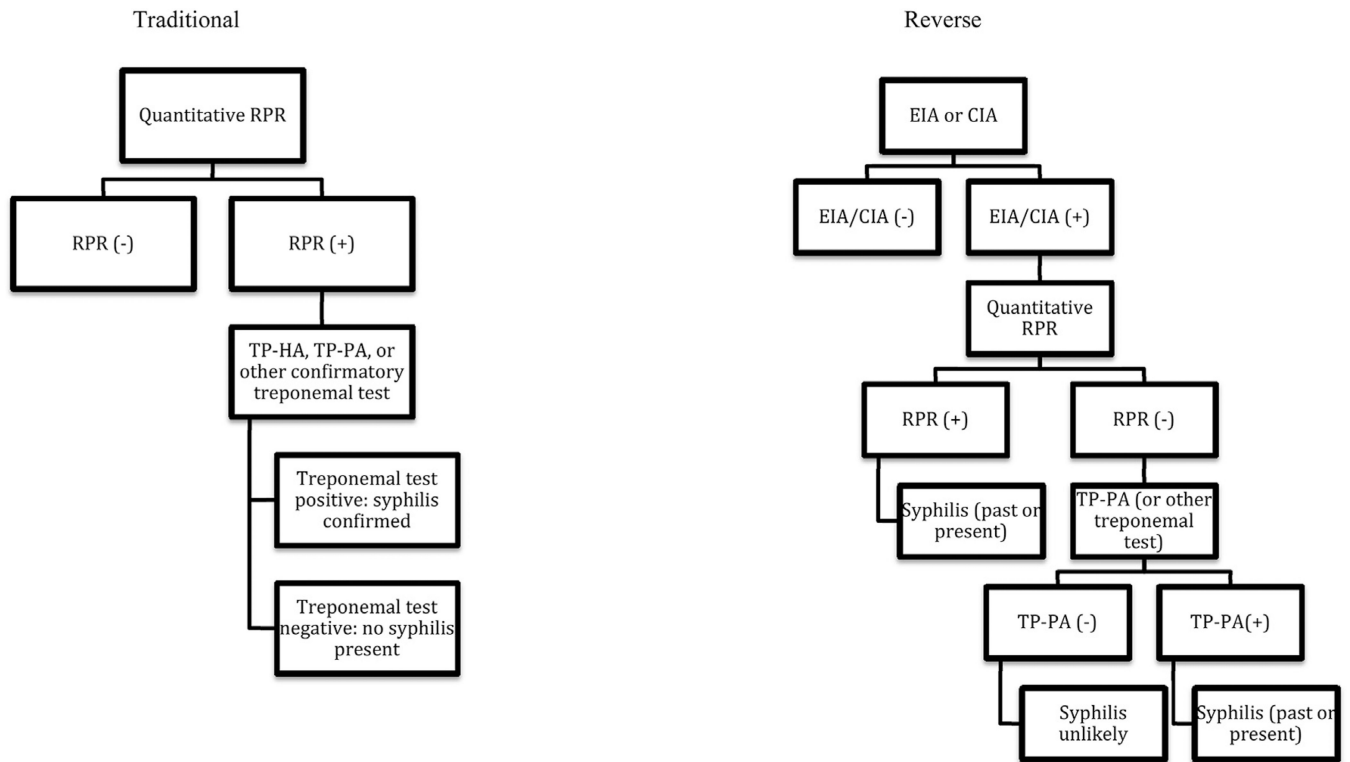 Traditional
Quantitative RPR
RPR (-)
RPR (+)
TP-HA, TP-PA, or
other confirmatory
treponemal test
Treponemal test
positive: syphilis
confirmed
Treponemal test
negative: no syphilis
present
Reverse
EIA or CIA
EIA/CIA (-)
EIA/CIA (+)
Quantitative
RPR
RPR (+)
RPR (-)
Syphilis (past or
present)
TP-PA (or other
treponemal
test)
TP-PA (-)
TP-PA(+)
Syphilis
unlikely
Syphilis (past or
present)